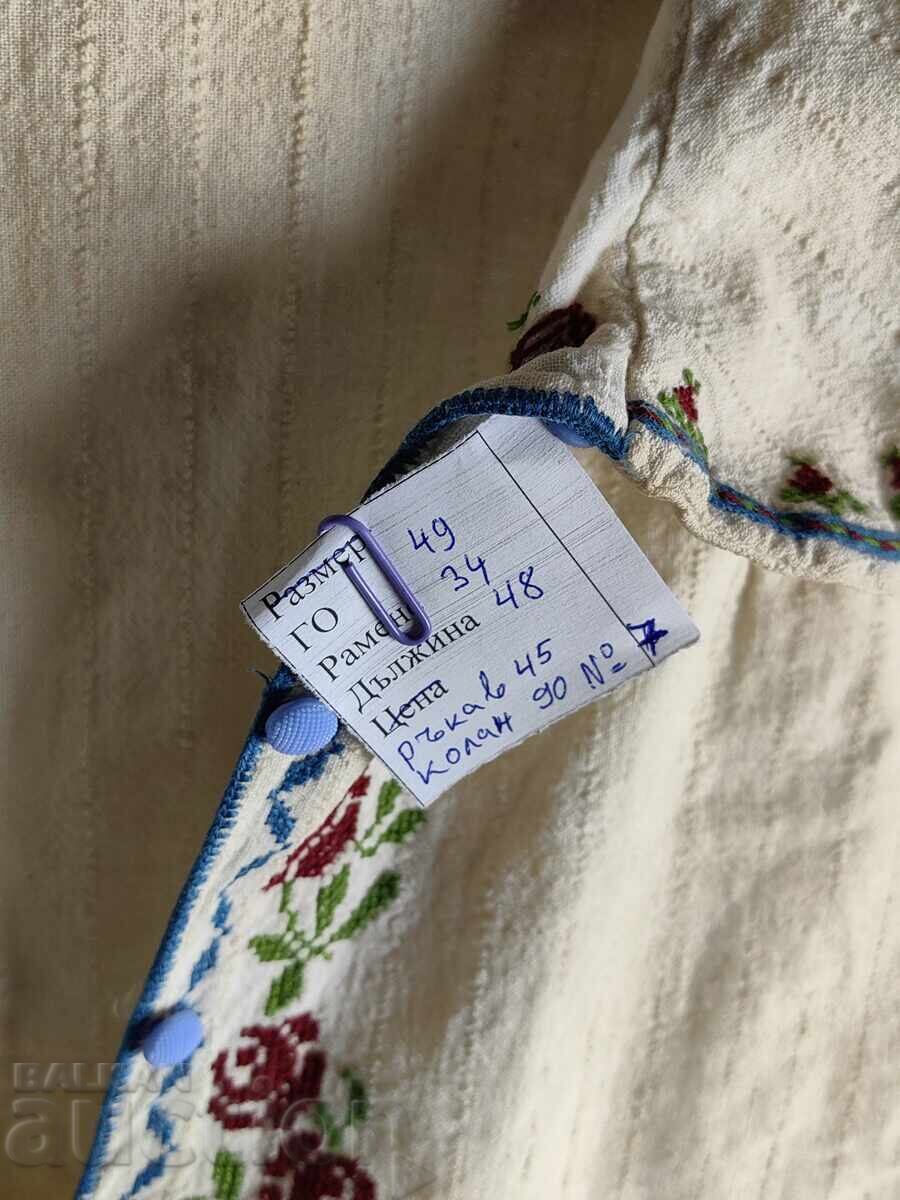 Размер
ГО 49
Рамен 34
Дължина 48
Цена
ръкав 45
колан 90 № 7
BALKAN
auction